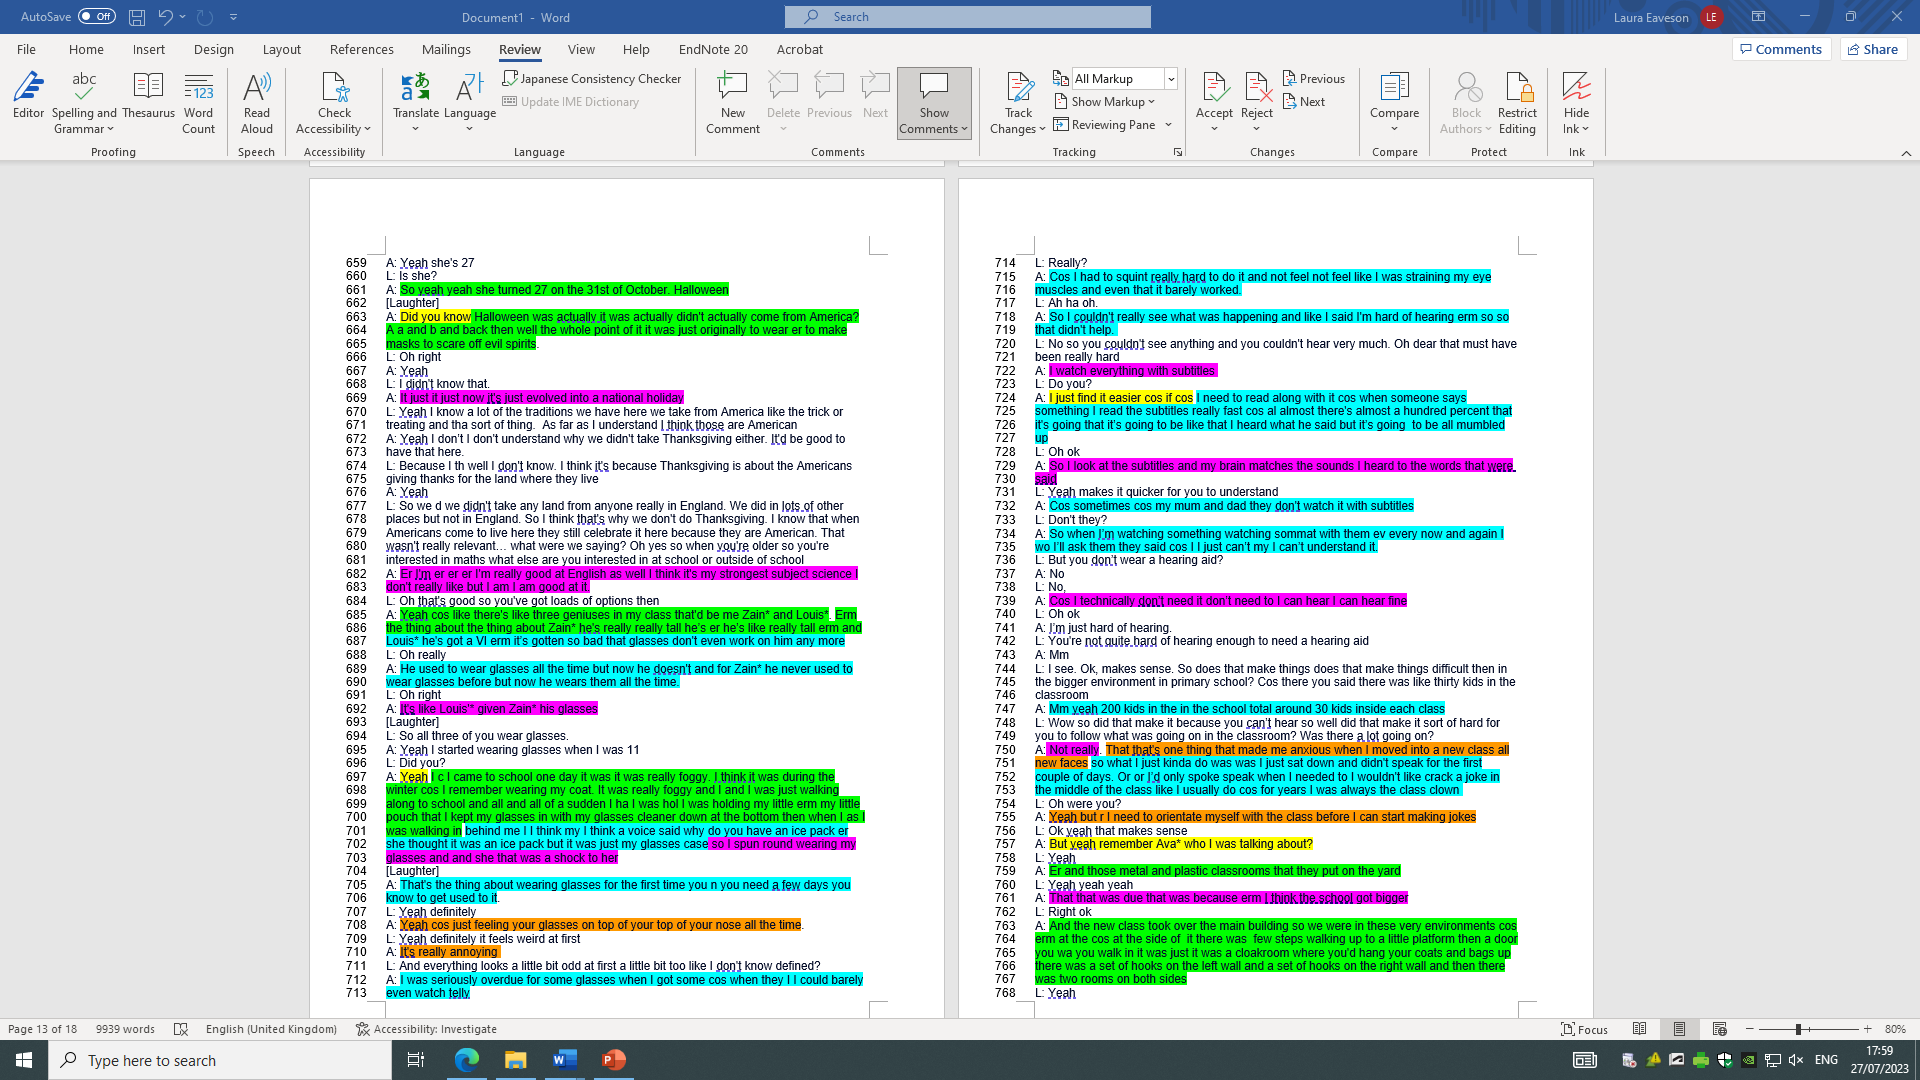 AutoSave Off
Document1 - Word
Search
Laura Eaveson LE
File Home Insert Design Layout References Mailings Review View Help EndNote 20 Acrobat Comments Share
Editor
Spelling and Grammar
Thesaurus
Word Count
Read Aloud
Check Accessibility
Translate
Language
Japanese Consistency Checker
Update IME Dictionary
New Comment
Delete
Previous
Next
Show Comments
Track Changes
All Markup
Show Markup
Reviewing Pane
Accept
Reject
Previous
Next
Compare
Block Authors
Restrict Editing
Hide Ink
Proofing Speech Accessibility Language Comments Tracking Changes Compare Protect Ink
659 A: Yeah she's 27
660 L: Is she?
661 A: So yeah yeah she turned 27 on the 31st of October. Halloween
662 [Laughter]
663 A: Did you know Halloween was actually it was actually didn't actually come from America?
664 A a and b and back then well the whole point of it it was just originally to wear er to make
665 masks to scare off evil spirits.
666 L: Oh right
667 A: Yeah
668 L: I didn't know that.
669 A: It just it just now it's just evolved into a national holiday
670 L: Yeah I know a lot of the traditions we have here we take from America like the trick or
671 treating and tha sort of thing. As far as I understand I think those are American
672 A: Yeah I don't I don't understand why we didn't take Thanksgiving either. It'd be good to
673 have that here.
674 L: Because I th well I don't know. I think it's because Thanksgiving is about the Americans
675 giving thanks for the land where they live
676 A: Yeah
677 L: So we d we didn't take any land from anyone really in England. We did in lots of other
678 places but not in England. So I think that's why we don't do Thanksgiving. I know that when
679 Americans come to live here they still celebrate it here because they are American. That
680 wasn't really relevant... what were we saying? Oh yes so when you're older so you're
681 interested in maths what else are you interested in at school or outside of school
682 A: Er I'm er er er I'm really good at English as well I think it's my strongest subject science I
683 don't really like but I am I am good at it.
684 L: Oh that's good so you've got loads of options then
685 A: Yeah cos like there's like three geniuses in my class that'd be me Zain* and Louis*. Erm
686 the thing about the thing about Zain* he's really really tall he's er he's like really tall erm and
687 Louis* he's got a VI erm it's gotten so bad that glasses don't even work on him any more
688 L: Oh really
689 A: He used to wear glasses all the time but now he doesn't and for Zain* he never used to
690 wear glasses before but now he wears them all the time.
691 L: Oh right
692 A: It's like Louis'* given Zain* his glasses
693 [Laughter]
694 L: So all three of you wear glasses.
695 A: Yeah I started wearing glasses when I was 11
696 L: Did you?
697 A: Yeah I c I came to school one day it was it was really foggy. I think it was during the
698 winter cos I remember wearing my coat. It was really foggy and I and I was just walking
699 along to school and all and all of a sudden I ha I was hol I was holding my little erm my little
700 pouch that I kept my glasses in with my glasses cleaner down at the bottom then when I as I
701 was walking in behind me I I think my I think a voice said why do you have an ice pack er
702 she thought it was an ice pack but it was just my glasses case so I spun round wearing my
703 glasses and and she that was a shock to her
704 [Laughter]
705 A: That's the thing about wearing glasses for the first time you n you need a few days you
706 know to get used to it.
707 L: Yeah definitely
708 A: Yeah cos just feeling your glasses on top of your top of your nose all the time.
709 L: Yeah definitely it feels weird at first
710 A: It's really annoying
711 L: And everything looks a little bit odd at first a little bit too like I don't know defined?
712 A: I was seriously overdue for some glasses when I got some cos when they I I could barely
713 even watch telly
714 L: Really?
715 A: Cos I had to squint really hard to do it and not feel not feel like I was straining my eye
716 muscles and even that it barely worked.
717 L: Ah ha oh.
718 A: So I couldn't really see what was happening and like I said I'm hard of hearing erm so so
719 that didn't help.
720 L: No so you couldn't see anything and you couldn't hear very much. Oh dear that must have
721 been really hard
722 A: I watch everything with subtitles
723 L: Do you?
724 A: I just find it easier cos if cos I need to read along with it cos when someone says
725 something I read the subtitles really fast cos al almost there's almost a hundred percent that
726 it's going that it's going to be like that I heard what he said but it's going to be all mumbled
727 up
728 L: Oh ok
729 A: So I look at the subtitles and my brain matches the sounds I heard to the words that were
730 said
731 L: Yeah makes it quicker for you to understand
732 A: Cos sometimes cos my mum and dad they don't watch it with subtitles
733 L: Don't they?
734 A: So when I'm watching something watching sommat with them ev every now and again I
735 wo I'll ask them they said cos I I just can't my I can't understand it.
736 L: But you don't wear a hearing aid?
737 A: No
738 L: No,
739 A: Cos I technically don't need it don't need to I can hear I can hear fine
740 L: Oh ok
741 A: I'm just hard of hearing.
742 L: You're not quite hard of hearing enough to need a hearing aid
743 A: Mm
744 L: I see. Ok, makes sense. So does that make things does that make things difficult then in
745 the bigger environment in primary school? Cos there you said there was like thirty kids in the
746 classroom
747 A: Mm yeah 200 kids in the in the school total around 30 kids inside each class
748 L: Wow so did that make it because you can't hear so well did that make it sort of hard for
749 you to follow what was going on in the classroom? Was there a lot going on?
750 A: Not really. That that's one thing that made me anxious when I moved into a new class all
751 new faces so what I just kinda do was was I just sat down and didn't speak for the first
752 couple of days. Or or I'd only spoke speak when I needed to I wouldn't like crack a joke in
753 the middle of the class like I usually do cos for years I was always the class clown
754 L: Oh were you?
755 A: Yeah but r I need to orientate myself with the class before I can start making jokes
756 L: Ok yeah that makes sense
757 A: But yeah remember Ava* who I was talking about?
758 L: Yeah
759 A: Er and those metal and plastic classrooms that they put on the yard
760 L: Yeah yeah yeah
761 A: That that was due that was because erm I think the school got bigger
762 L: Right ok
763 A: And the new class took over the main building so we were in these very environments cos
764 erm at the cos at the side of it there was few steps walking up to a little platform then a door
765 you wa you walk in it was just it was a cloakroom where you'd hang your coats and bags up
766 there was a set of hooks on the left wall and a set of hooks on the right wall and then there
767 was two rooms on both sides
768 L: Yeah
Page 13 of 18 9939 words English (United Kingdom) Accessibility: Investigate Focus 80%
Type here to search
ENG
17:59
27/07/2023